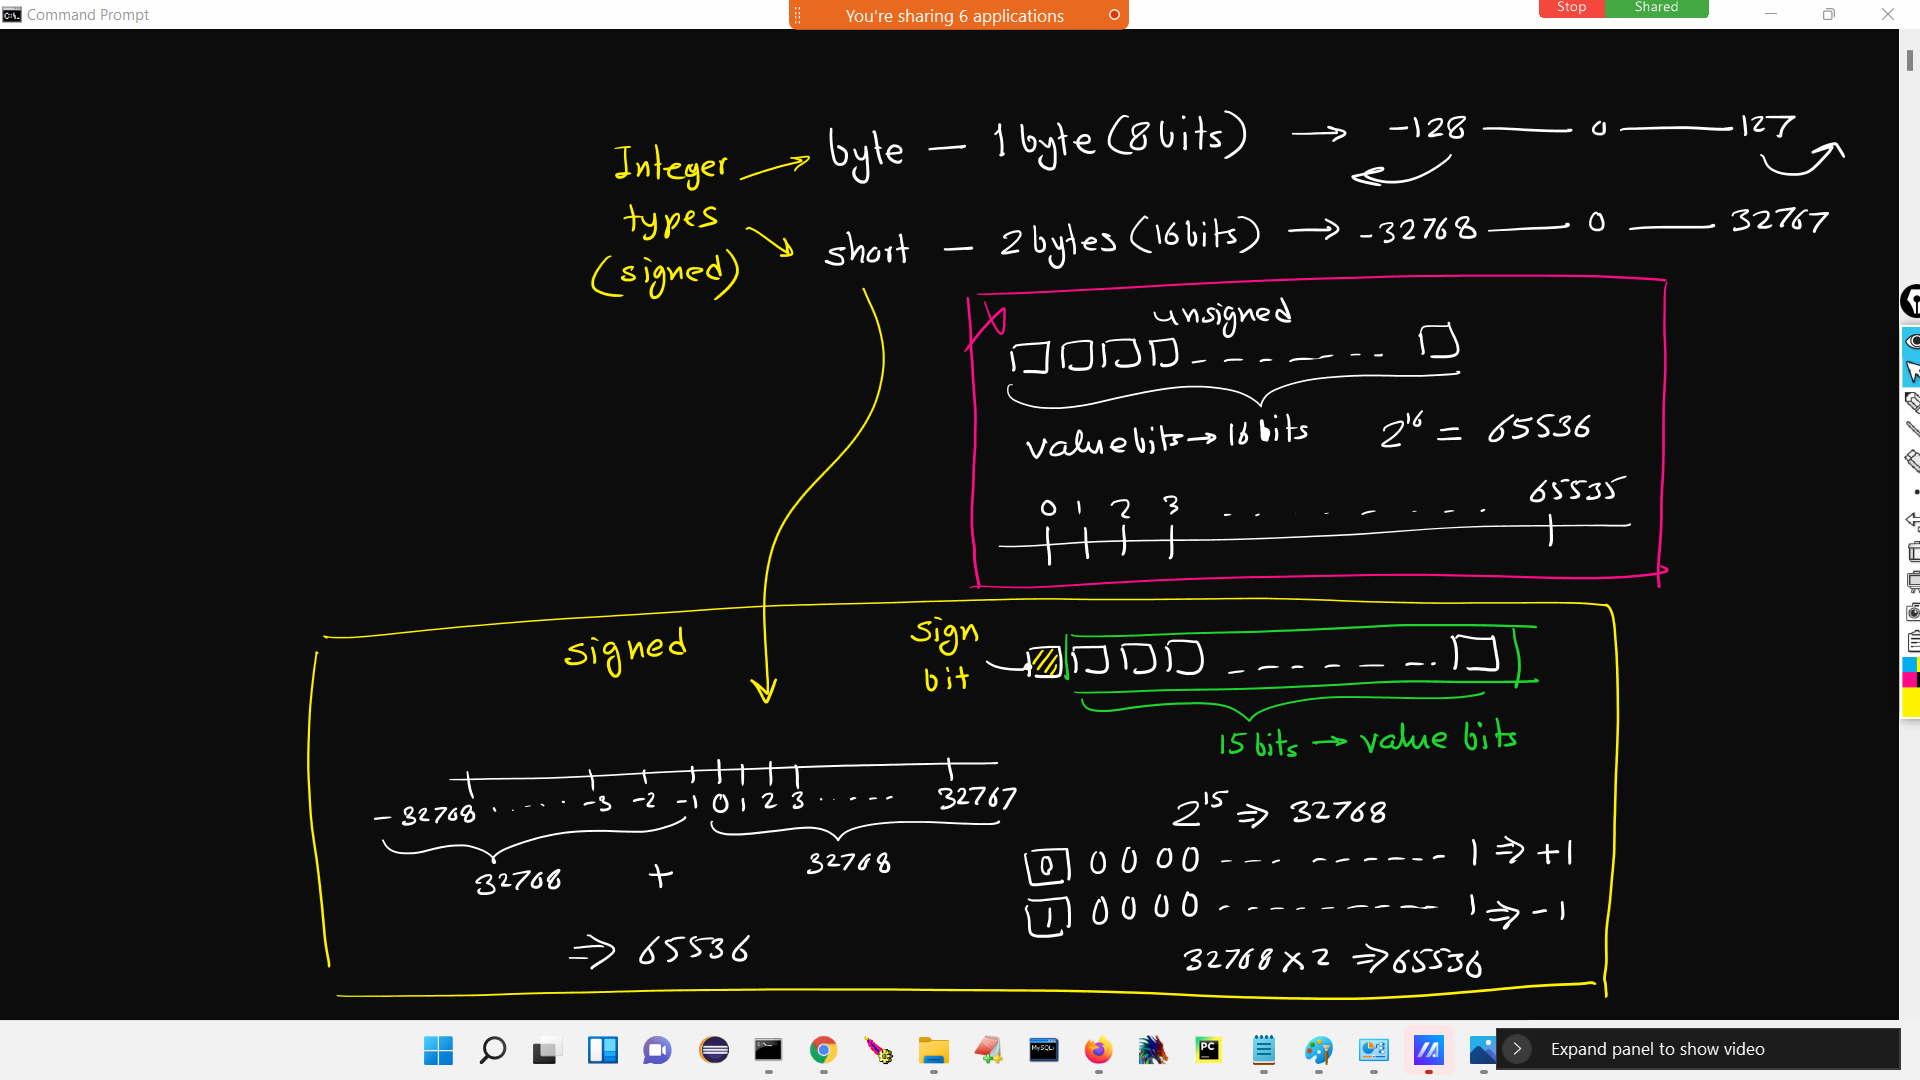 Command Prompt
You're sharing 6 applications
Stop Shared
Integer types (signed)
byte — 1 byte (8 bits) → -128 — 0 — 127
short — 2 bytes (16 bits) → -32768 — 0 — 32767
unsigned
value bits → 16 bits 2^16 = 65536
0 1 2 3 - - - - - - - 65535
signed
sign bit
15 bits → value bits
-32768 ...... -3 -2 -1 0 1 2 3 ...... 32767
32768 + 32768
⇒ 65536
2^15 ⇒ 32768
0 0 0 0 0 --- ------- 1 ⇒ +1
1 0 0 0 0 ---------- 1 ⇒ -1
32768 × 2 ⇒ 65536
MySQL
PC
Expand panel to show video